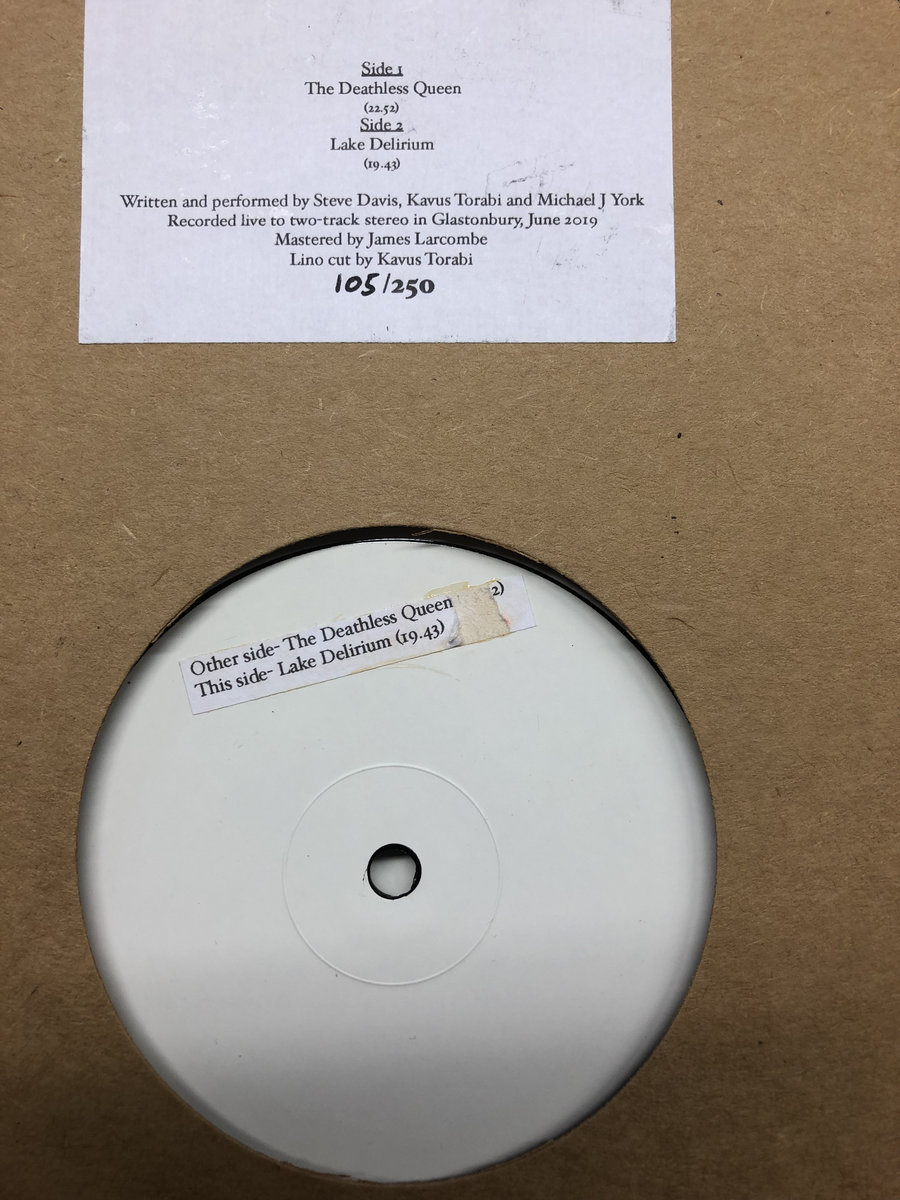 Side 1
The Deathless Queen
(22.52)
Side 2
Lake Delirium
(19.43)
Written and performed by Steve Davis, Kavus Torabi and Michael J York
Recorded live to two-track stereo in Glastonbury, June 2019
Mastered by James Larcombe
Lino cut by Kavus Torabi
105/250
Other side- The Deathless Queen 2)
This side- Lake Delirium (19.43)